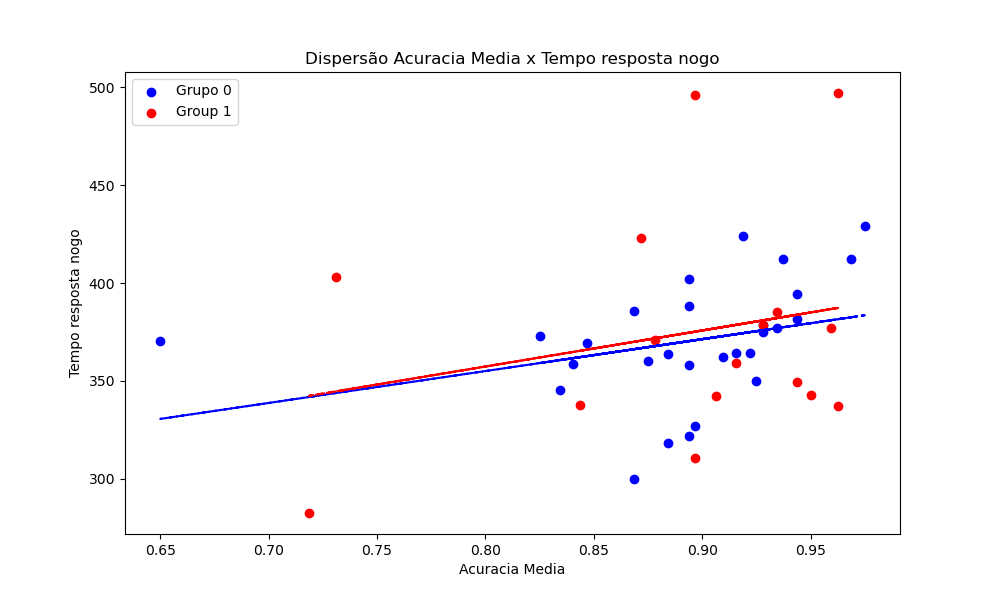 Dispersão Acuracia Media x Tempo resposta nogo
Grupo 0
Group 1
500
450
400
350
300
Tempo resposta nogo
0.65 0.70 0.75 0.80 0.85 0.90 0.95
Acuracia Media